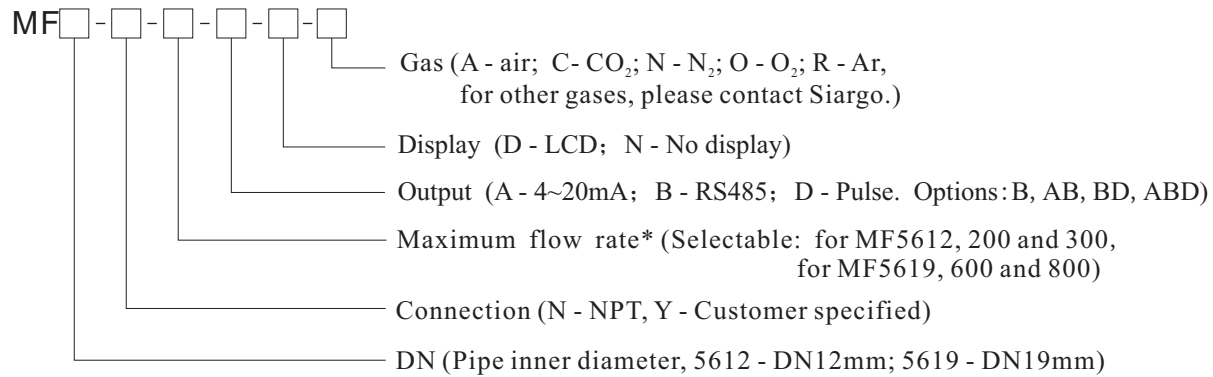 MF□-□-□-□-□-□
Gas (A - air; C- CO₂; N - N₂; O - O₂; R - Ar,
for other gases, please contact Siargo.)
Display (D - LCD; N - No display)
Output (A - 4~20mA; B - RS485; D - Pulse. Options: B, AB, BD, ABD)
Maximum flow rate* (Selectable: for MF5612, 200 and 300,
for MF5619, 600 and 800)
Connection (N - NPT, Y - Customer specified)
DN (Pipe inner diameter, 5612 - DN12mm; 5619 - DN19mm)